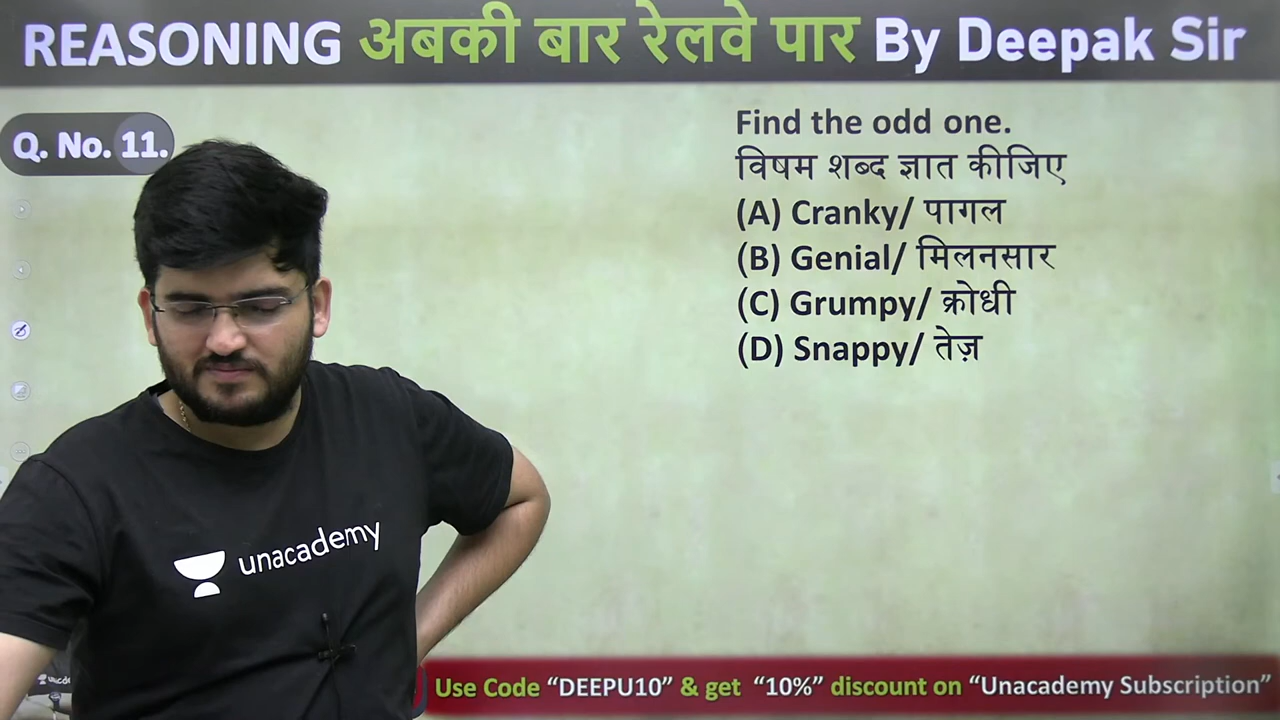 REASONING अबकी बार रेलवे पार By Deepak Sir
Q. No. 11.
Find the odd one.
विषम शब्द ज्ञात कीजिए
(A) Cranky/ पागल
(B) Genial/ मिलनसार
(C) Grumpy/ क्रोधी
(D) Snappy/ तेज़
unacademy
Use Code “DEEPU10” & get “10%” discount on “Unacademy Subscription”